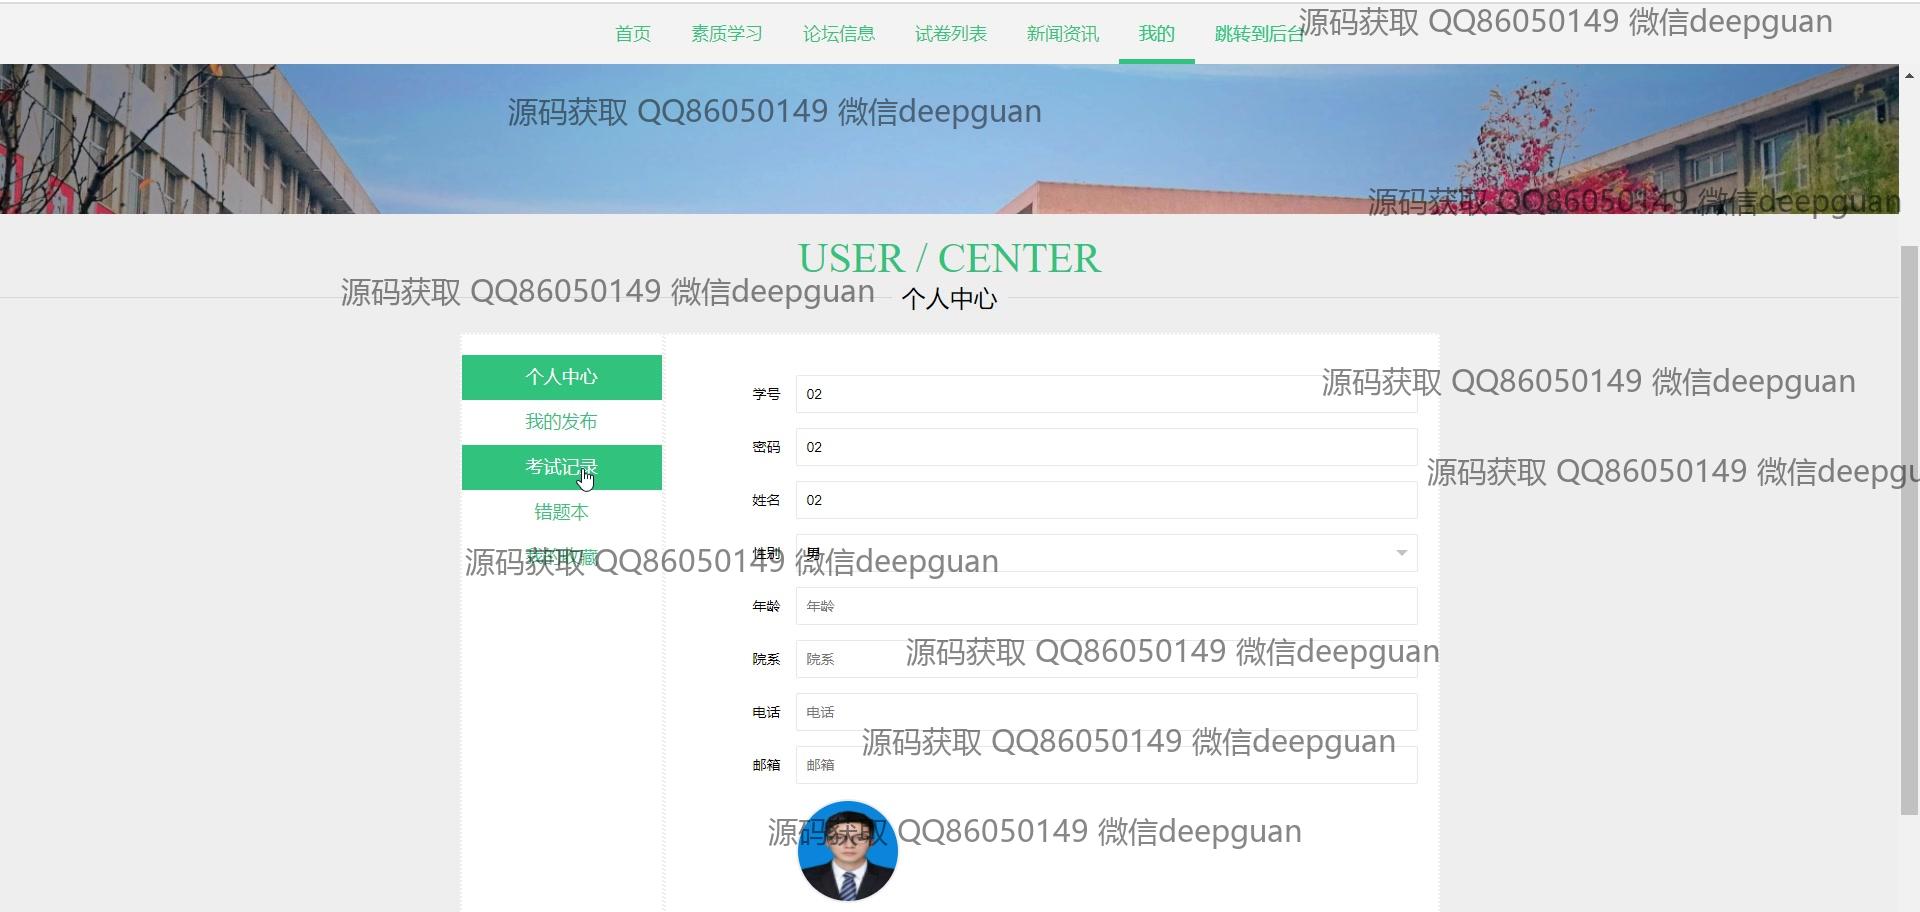 首页 素质学习 论坛信息 试卷列表 新闻资讯 我的 跳转到后台
源码获取 QQ86050149 微信deepguan
源码获取 QQ86050149 微信deepguan
源码获取 QQ86050149 微信deepguan
USER / CENTER
源码获取 QQ86050149 微信deepguan
个人中心
个人中心
我的发布
考试记录
错题本
我的收藏
学号 02
源码获取 QQ86050149 微信deepguan
密码 02
源码获取 QQ86050149 微信deepgu
姓名 02
性别 男
源码获取 QQ86050149 微信deepguan
年龄 年龄
院系 院系
源码获取 QQ86050149 微信deepguan
电话 电话
源码获取 QQ86050149 微信deepguan
邮箱 邮箱
源码获取 QQ86050149 微信deepguan